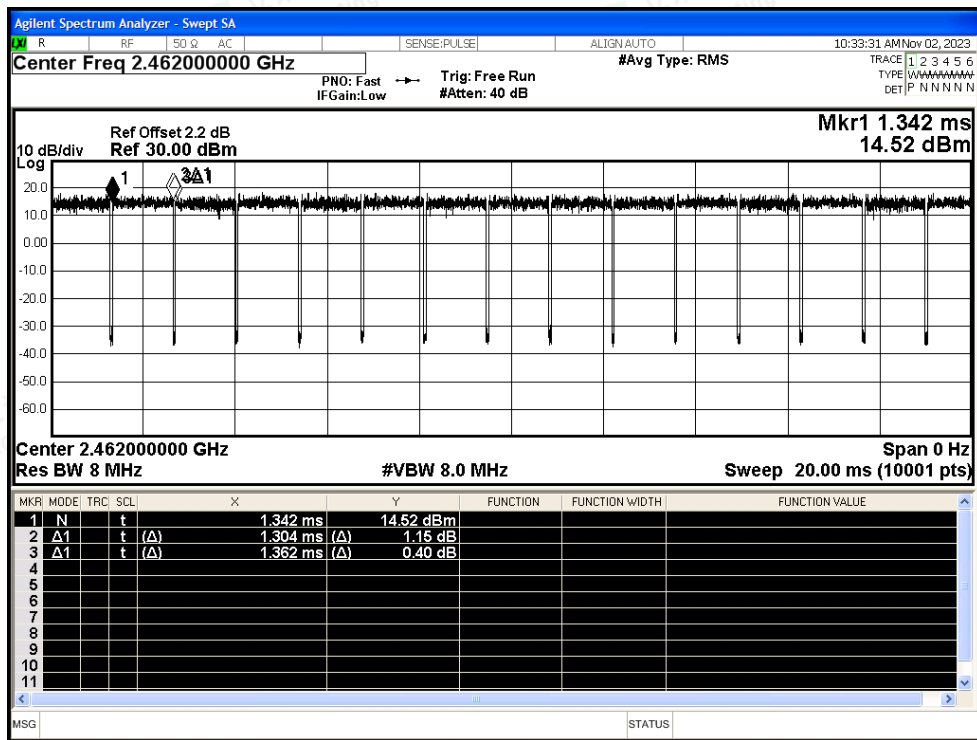 Agilent Spectrum Analyzer - Swept SA
LXI R RF 50 Ω AC SENSE:PULSE ALIGN AUTO 10:33:31 AM Nov 02, 2023
Center Freq 2.462000000 GHz #Avg Type: RMS TRACE 1 2 3 4 5 6
PNO: Fast Trig: Free Run TYPE
IFGain:Low #Atten: 40 dB DET P N N N N N
Mkr1 1.342 ms
Ref Offset 2.2 dB
10 dB/div Ref 30.00 dBm 14.52 dBm
Log
1
20.0
10.0
0.00
-10.0
-20.0
-30.0
-40.0
-50.0
-60.0
Center 2.462000000 GHz Span 0 Hz
Res BW 8 MHz #VBW 8.0 MHz Sweep 20.00 ms (10001 pts)
MKR MODE TRC SCL X Y FUNCTION FUNCTION WIDTH FUNCTION VALUE
1 N t 1.342 ms 14.52 dBm
2 Δ1 t (Δ) 1.304 ms (Δ) 1.15 dB
3 Δ1 t (Δ) 1.362 ms (Δ) 0.40 dB
4
5
6
7
8
9
10
11
MSG STATUS